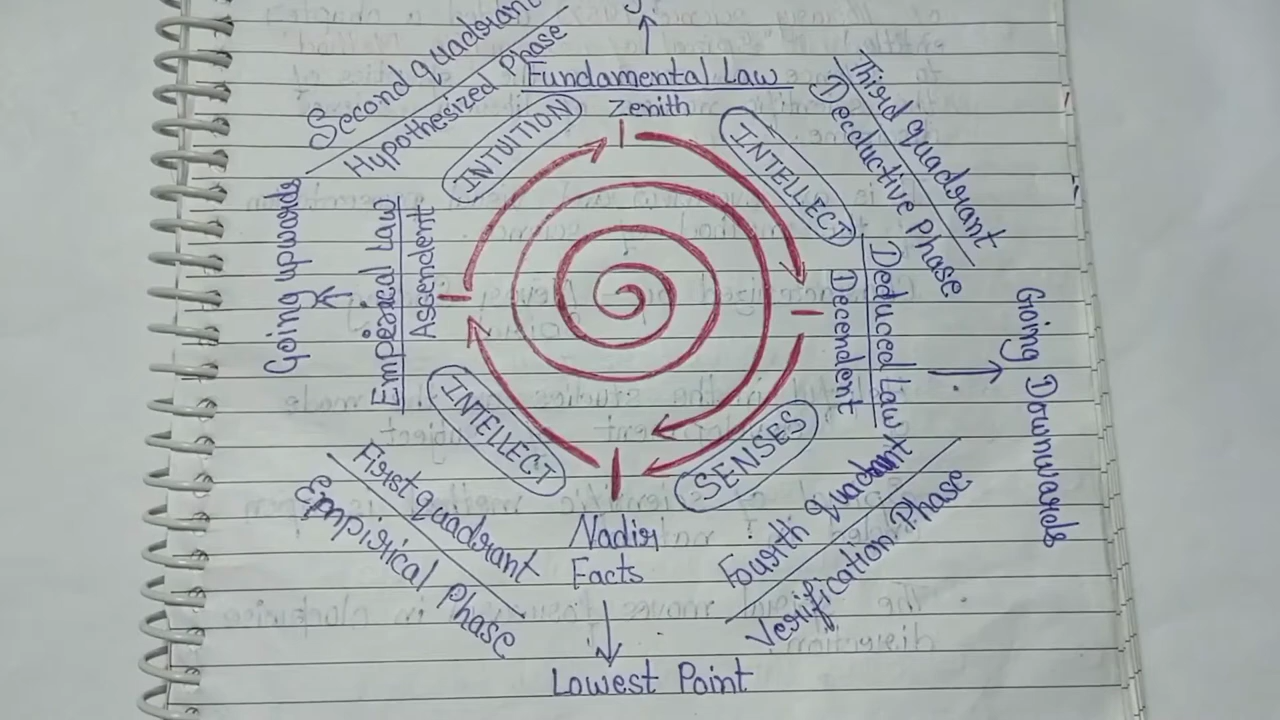 Second quadrant
Hypothesized Phase
Fundamental Law
Zenith
Third quadrant
Deductive Phase
INTUITION
INTELLECT
Going upwards
Empirical Law
Assendent
Deduced Law
Decendent
Going Downwards
INTELLECT
SENSES
First quadrant
Empirical Phase
Nadir
Facts
Fourth quadrant
Verification Phase
Lowest Point